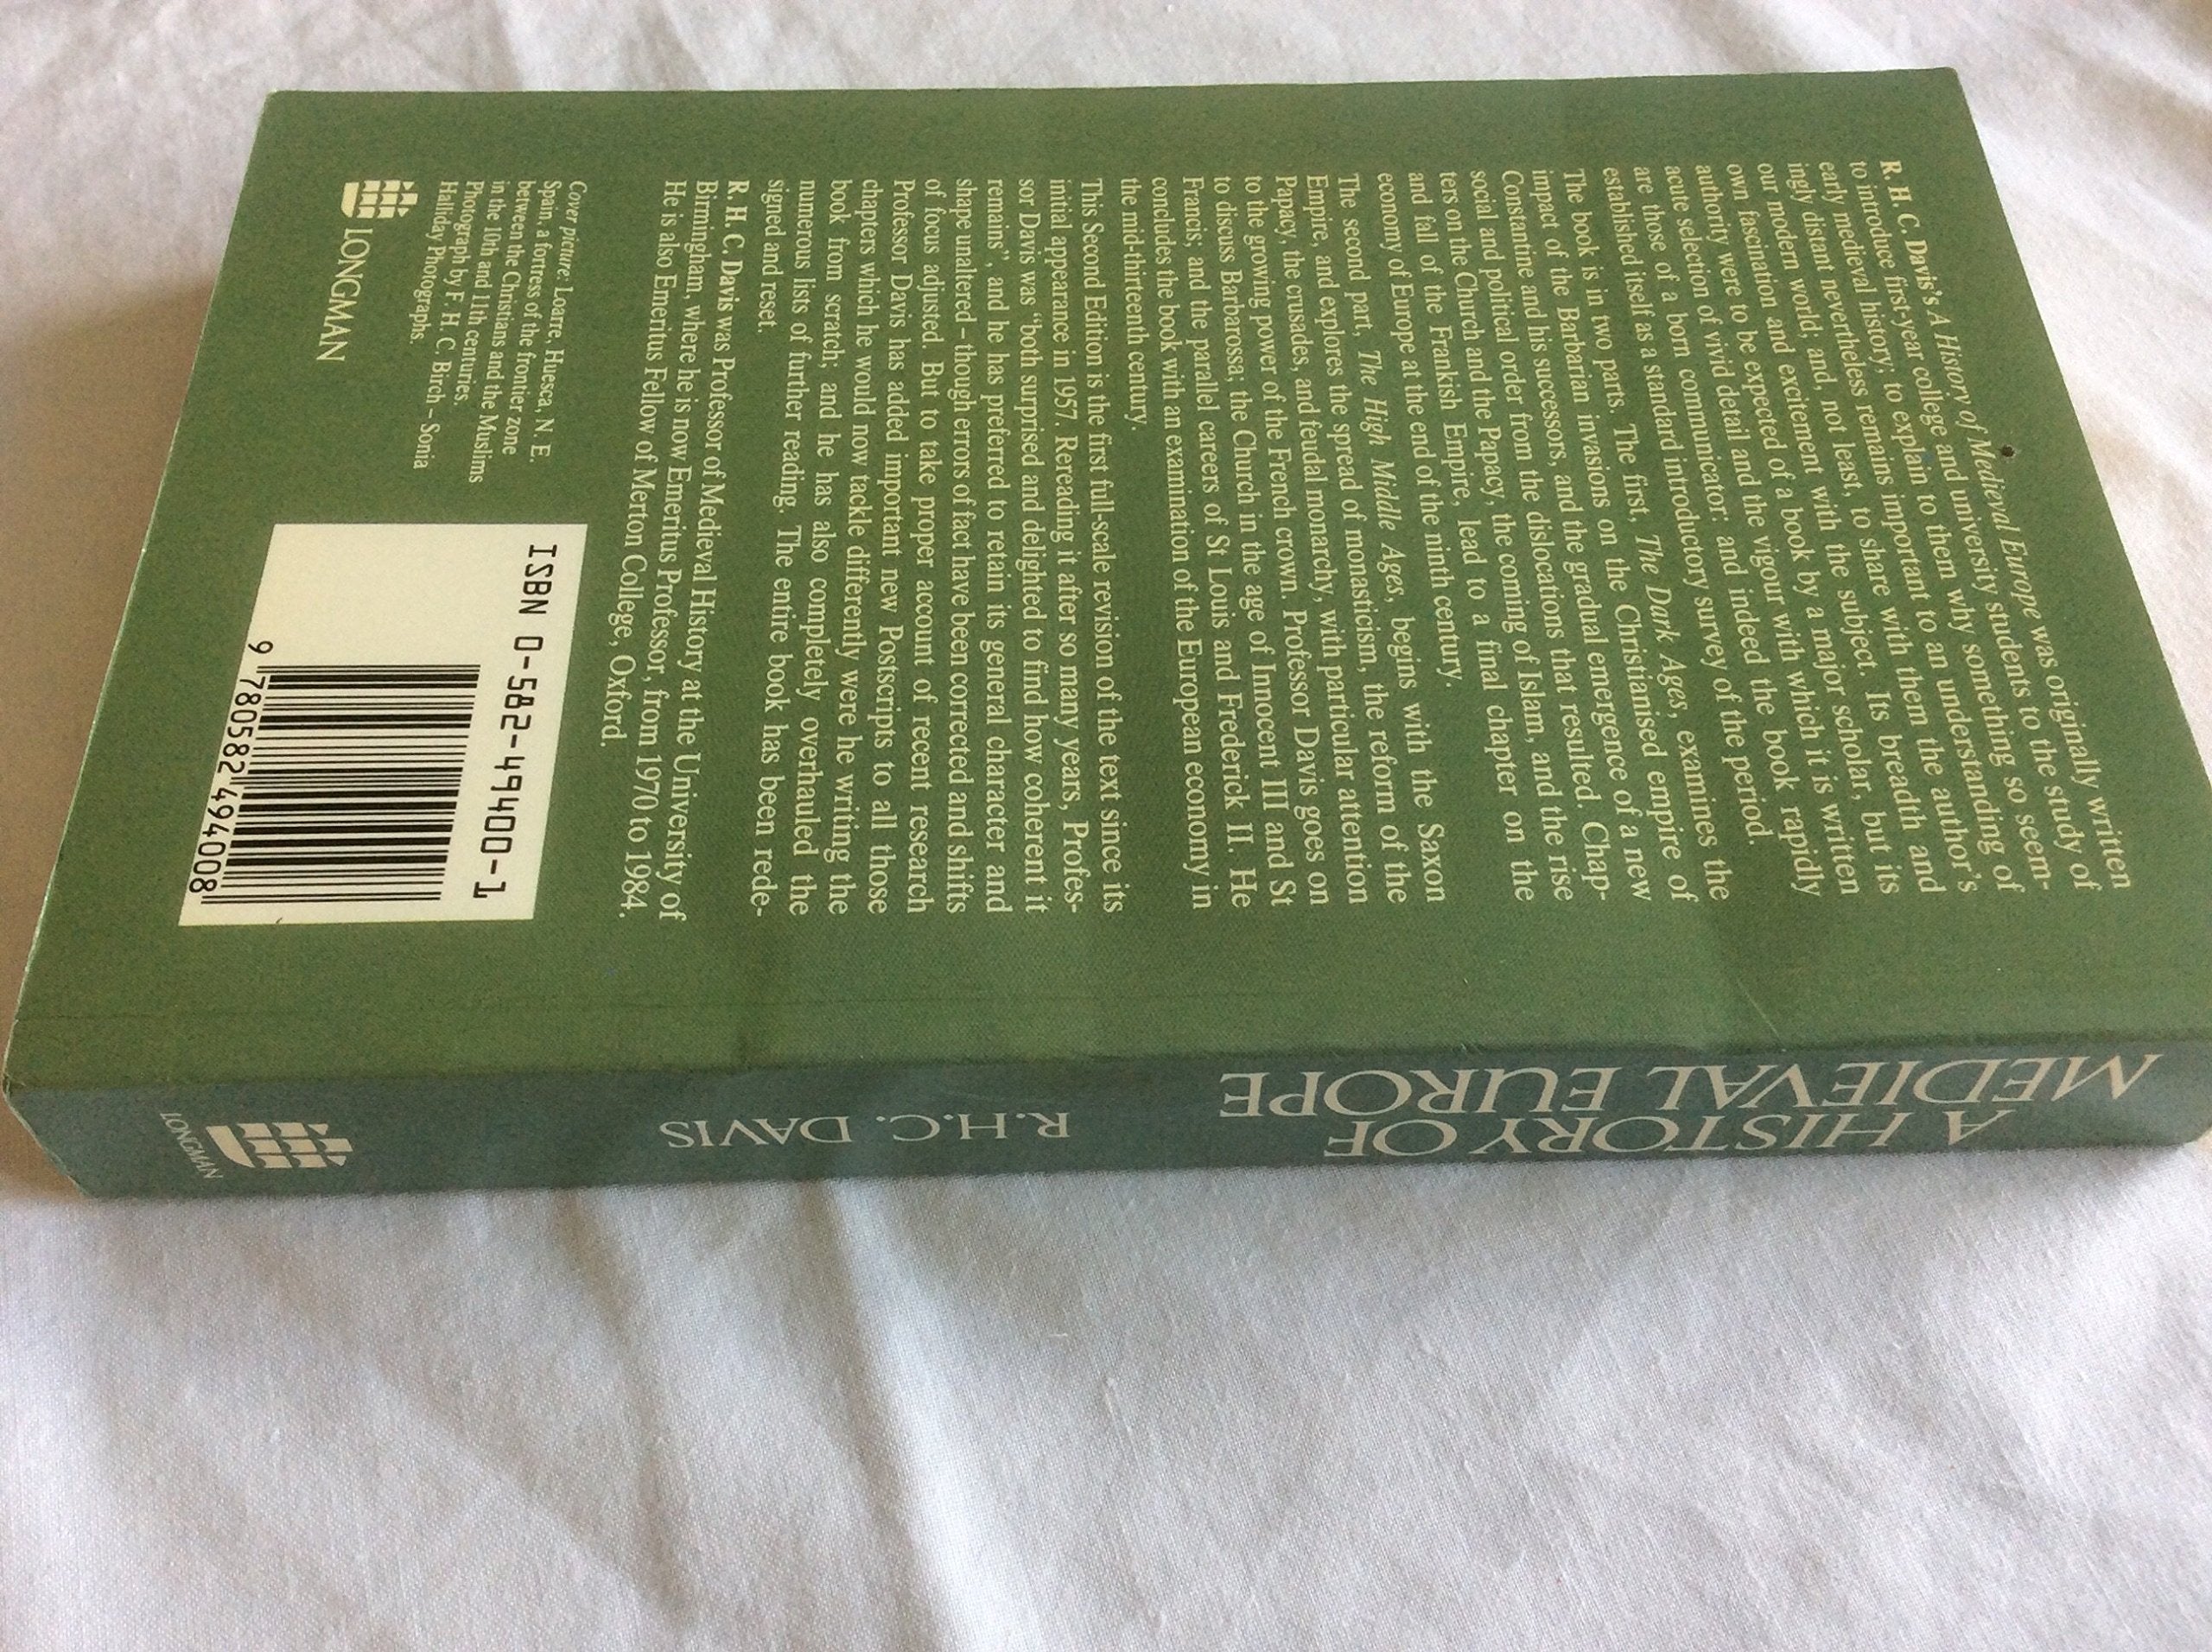 R. H. C. Davis's A History of Medieval Europe was originally written
to introduce first-year college and university students to the study of
early medieval history; to explain to them why something so seem-
ingly distant nevertheless remains important to an understanding of
our modern world; and, not least, to share with them the author's
own fascination and excitement with the subject. Its breadth and
authority were to be expected of a book by a major scholar, but its
acute selection of vivid detail and the vigour with which it is written
are those of a born communicator: and indeed the book rapidly
established itself as a standard introductory survey of the period.
The book is in two parts. The first, The Dark Ages, examines the
impact of the Barbarian invasions on the Christianised empire of
Constantine and his successors, and the gradual emergence of a new
social and political order from the dislocations that resulted. Chap-
ters on the Church and the Papacy, the coming of Islam, and the rise
and fall of the Frankish Empire, lead to a final chapter on the
economy of Europe at the end of the ninth century.
The second part, The High Middle Ages, begins with the Saxon
Empire, and explores the spread of monasticism, the reform of the
Papacy, the crusades, and feudal monarchy, with particular attention
to the growing power of the French crown. Professor Davis goes on
to discuss Barbarossa; the Church in the age of Innocent III and St
Francis; and the parallel careers of St Louis and Frederick II. He
concludes the book with an examination of the European economy in
the mid-thirteenth century.
This Second Edition is the first full-scale revision of the text since its
initial appearance in 1957. Rereading it after so many years, Profes-
sor Davis was "both surprised and delighted to find how coherent it
remains", and he has preferred to retain its general character and
shape unaltered – though errors of fact have been corrected and shifts
of focus adjusted. But to take proper account of recent research
Professor Davis has added important new Postscripts to all those
chapters which he would now tackle differently were he writing the
book from scratch; and he has also completely overhauled the
numerous lists of further reading. The entire book has been rede-
signed and reset.
R. H. C. Davis was Professor of Medieval History at the University of
Birmingham, where he is now Emeritus Professor, from 1970 to 1984.
He is also Emeritus Fellow of Merton College, Oxford.
Cover picture: Loarre, Huesca, N. E.
Spain, a fortress of the frontier zone
between the Christians and the Muslims
in the 10th and 11th centuries.
Photograph by F. H. C. Birch – Sonia
Halliday Photographs.
LONGMAN
ISBN 0-582-49400-1
9 780582 494008
A HISTORY OF
MEDIEVAL EUROPE
R.H.C. DAVIS
LONGMAN